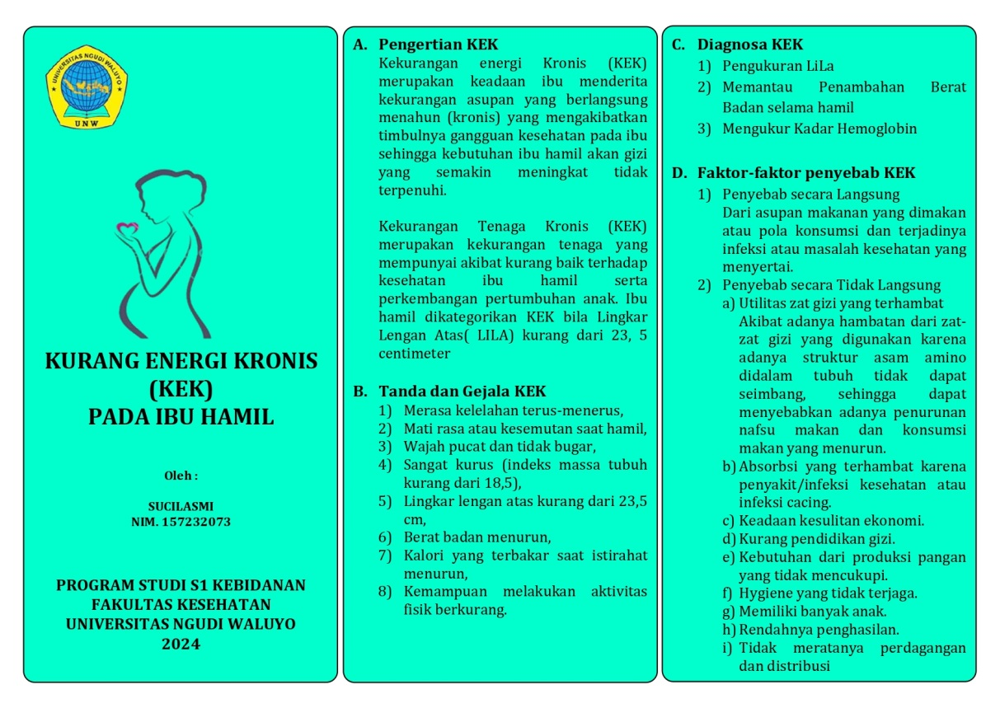 UNIVERSITAS NGUDI WALUYO
UNW
KURANG ENERGI KRONIS
(KEK)
PADA IBU HAMIL
Oleh :
SUCILASMI
NIM. 157232073
PROGRAM STUDI S1 KEBIDANAN
FAKULTAS KESEHATAN
UNIVERSITAS NGUDI WALUYO
2024
A. Pengertian KEK
Kekurangan energi Kronis (KEK)
merupakan keadaan ibu menderita
kekurangan asupan yang berlangsung
menahun (kronis) yang mengakibatkan
timbulnya gangguan kesehatan pada ibu
sehingga kebutuhan ibu hamil akan gizi
yang semakin meningkat tidak
terpenuhi.
Kekurangan Tenaga Kronis (KEK)
merupakan kekurangan tenaga yang
mempunyai akibat kurang baik terhadap
kesehatan ibu hamil serta
perkembangan pertumbuhan anak. Ibu
hamil dikategorikan KEK bila Lingkar
Lengan Atas( LILA) kurang dari 23, 5
centimeter
B. Tanda dan Gejala KEK
1) Merasa kelelahan terus-menerus,
2) Mati rasa atau kesemutan saat hamil,
3) Wajah pucat dan tidak bugar,
4) Sangat kurus (indeks massa tubuh
kurang dari 18,5),
5) Lingkar lengan atas kurang dari 23,5
cm,
6) Berat badan menurun,
7) Kalori yang terbakar saat istirahat
menurun,
8) Kemampuan melakukan aktivitas
fisik berkurang.
C. Diagnosa KEK
1) Pengukuran LiLa
2) Memantau Penambahan Berat
Badan selama hamil
3) Mengukur Kadar Hemoglobin
D. Faktor-faktor penyebab KEK
1) Penyebab secara Langsung
Dari asupan makanan yang dimakan
atau pola konsumsi dan terjadinya
infeksi atau masalah kesehatan yang
menyertai.
2) Penyebab secara Tidak Langsung
a) Utilitas zat gizi yang terhambat
Akibat adanya hambatan dari zat-
zat gizi yang digunakan karena
adanya struktur asam amino
didalam tubuh tidak dapat
seimbang, sehingga dapat
menyebabkan adanya penurunan
nafsu makan dan konsumsi
makan yang menurun.
b) Absorbsi yang terhambat karena
penyakit/infeksi kesehatan atau
infeksi cacing.
c) Keadaan kesulitan ekonomi.
d) Kurang pendidikan gizi.
e) Kebutuhan dari produksi pangan
yang tidak mencukupi.
f) Hygiene yang tidak terjaga.
g) Memiliki banyak anak.
h) Rendahnya penghasilan.
i) Tidak meratanya perdagangan
dan distribusi